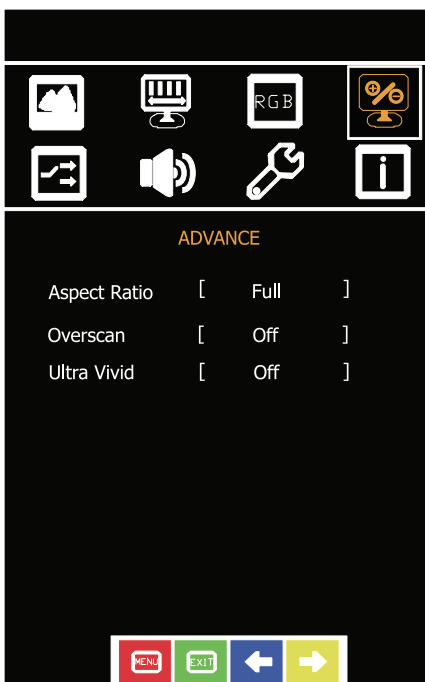 RGB
ADVANCE
Aspect Ratio [ Full ]
Overscan [ Off ]
Ultra Vivid [ Off ]
MENU EXIT